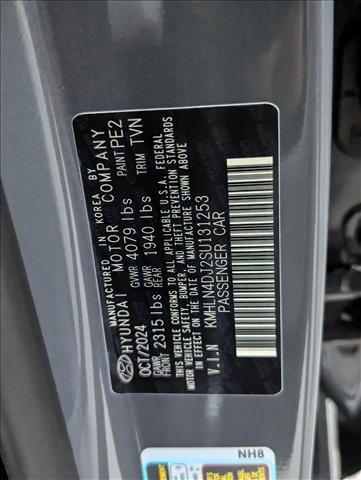 MANUFACTURED IN KOREA BY
HYUNDAI MOTOR COMPANY
OCT/2024 GVWR 4079 lbs PAINT PE2
GAWR FRONT 2315 lbs GAWR REAR 1940 lbs TRIM TVN
THIS VEHICLE CONFORMS TO ALL APPLICABLE U.S.A. FEDERAL
MOTOR VEHICLE SAFETY, BUMPER, AND THEFT PREVENTION STANDARDS
IN EFFECT ON THE DATE OF MANUFACTURE SHOWN ABOVE
V.I.N KMHLN4DJ2SU131253
PASSENGER CAR
NH8